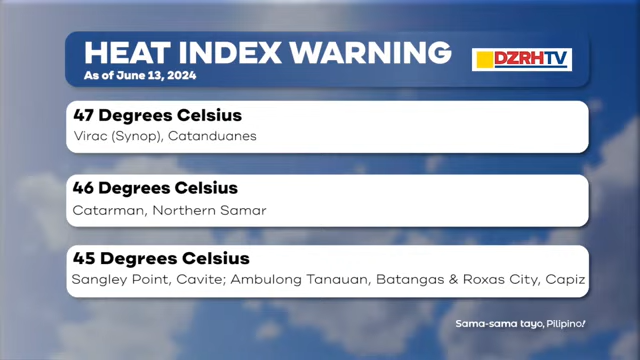 HEAT INDEX WARNING
As of June 13, 2024
DZRHTV
47 Degrees Celsius
Virac (Synop), Catanduanes
46 Degrees Celsius
Catarman, Northern Samar
45 Degrees Celsius
Sangley Point, Cavite; Ambulong Tanauan, Batangas & Roxas City, Capiz
Sama-sama tayo, Pilipino!